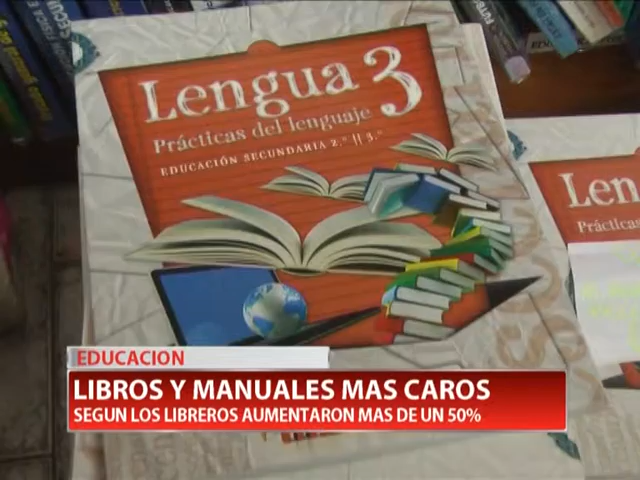 Lengua 3
Prácticas del lenguaje
EDUCACIÓN SECUNDARIA 2.° || 3.°
Len
Prácticas
EDUCACION
LIBROS Y MANUALES MAS CAROS
SEGUN LOS LIBREROS AUMENTARON MAS DE UN 50%